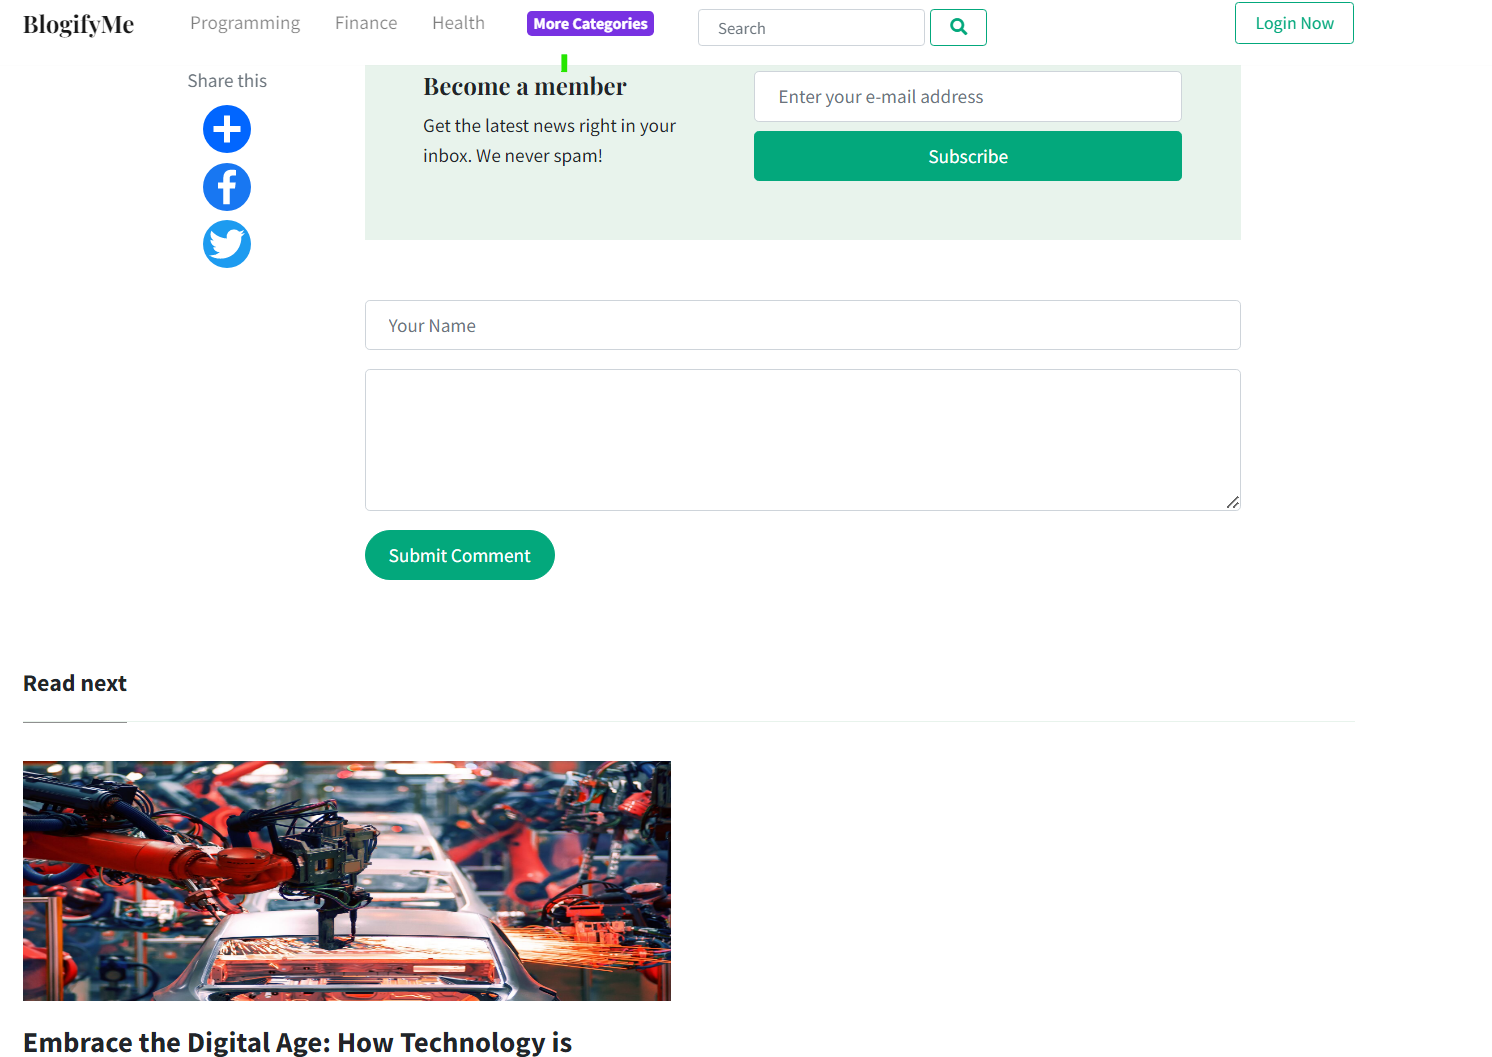 BlogifyMe Programming Finance Health More Categories Search Login Now
Share this
Become a member
Get the latest news right in your
inbox. We never spam!
Enter your e-mail address
Subscribe
Your Name
Submit Comment
Read next
Embrace the Digital Age: How Technology is